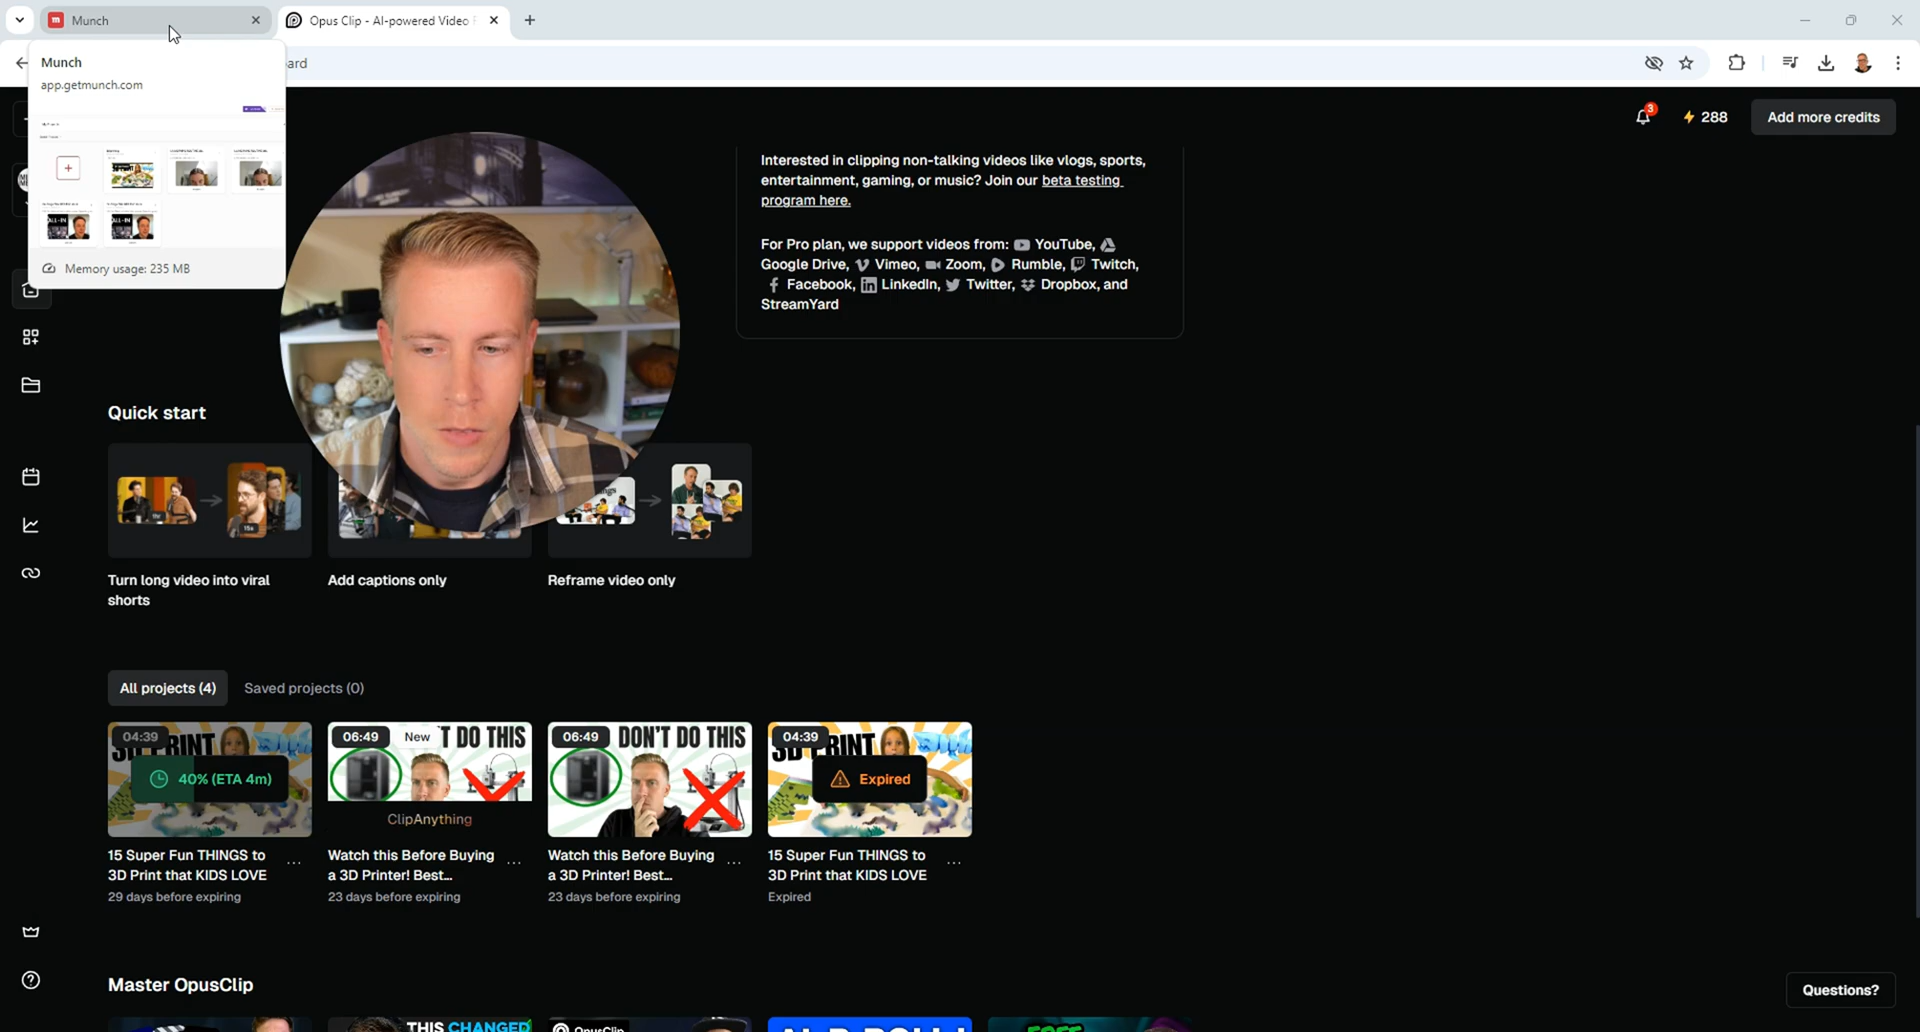 Munch
Opus Clip - AI-powered Video
Munch
app.getmunch.com
Memory usage: 235 MB
ard
3
288
Add more credits
Interested in clipping non-talking videos like vlogs, sports,
entertainment, gaming, or music? Join our beta testing
program here.
For Pro plan, we support videos from: YouTube,
Google Drive, Vimeo, Zoom, Rumble, Twitch,
Facebook, LinkedIn, Twitter, Dropbox, and
StreamYard
Quick start
Turn long video into viral
shorts
Add captions only
Reframe video only
All projects (4)
Saved projects (0)
04:39
40% (ETA 4m)
15 Super Fun THINGS to
3D Print that KIDS LOVE
29 days before expiring
06:49 New 'T DO THIS
ClipAnything
Watch this Before Buying
a 3D Printer! Best...
23 days before expiring
06:49 DON'T DO THIS
Watch this Before Buying
a 3D Printer! Best...
23 days before expiring
04:39
3D PRINT
Expired
15 Super Fun THINGS to
3D Print that KIDS LOVE
Expired
Master OpusClip
Questions?
THIS CHANGED
OpusClip